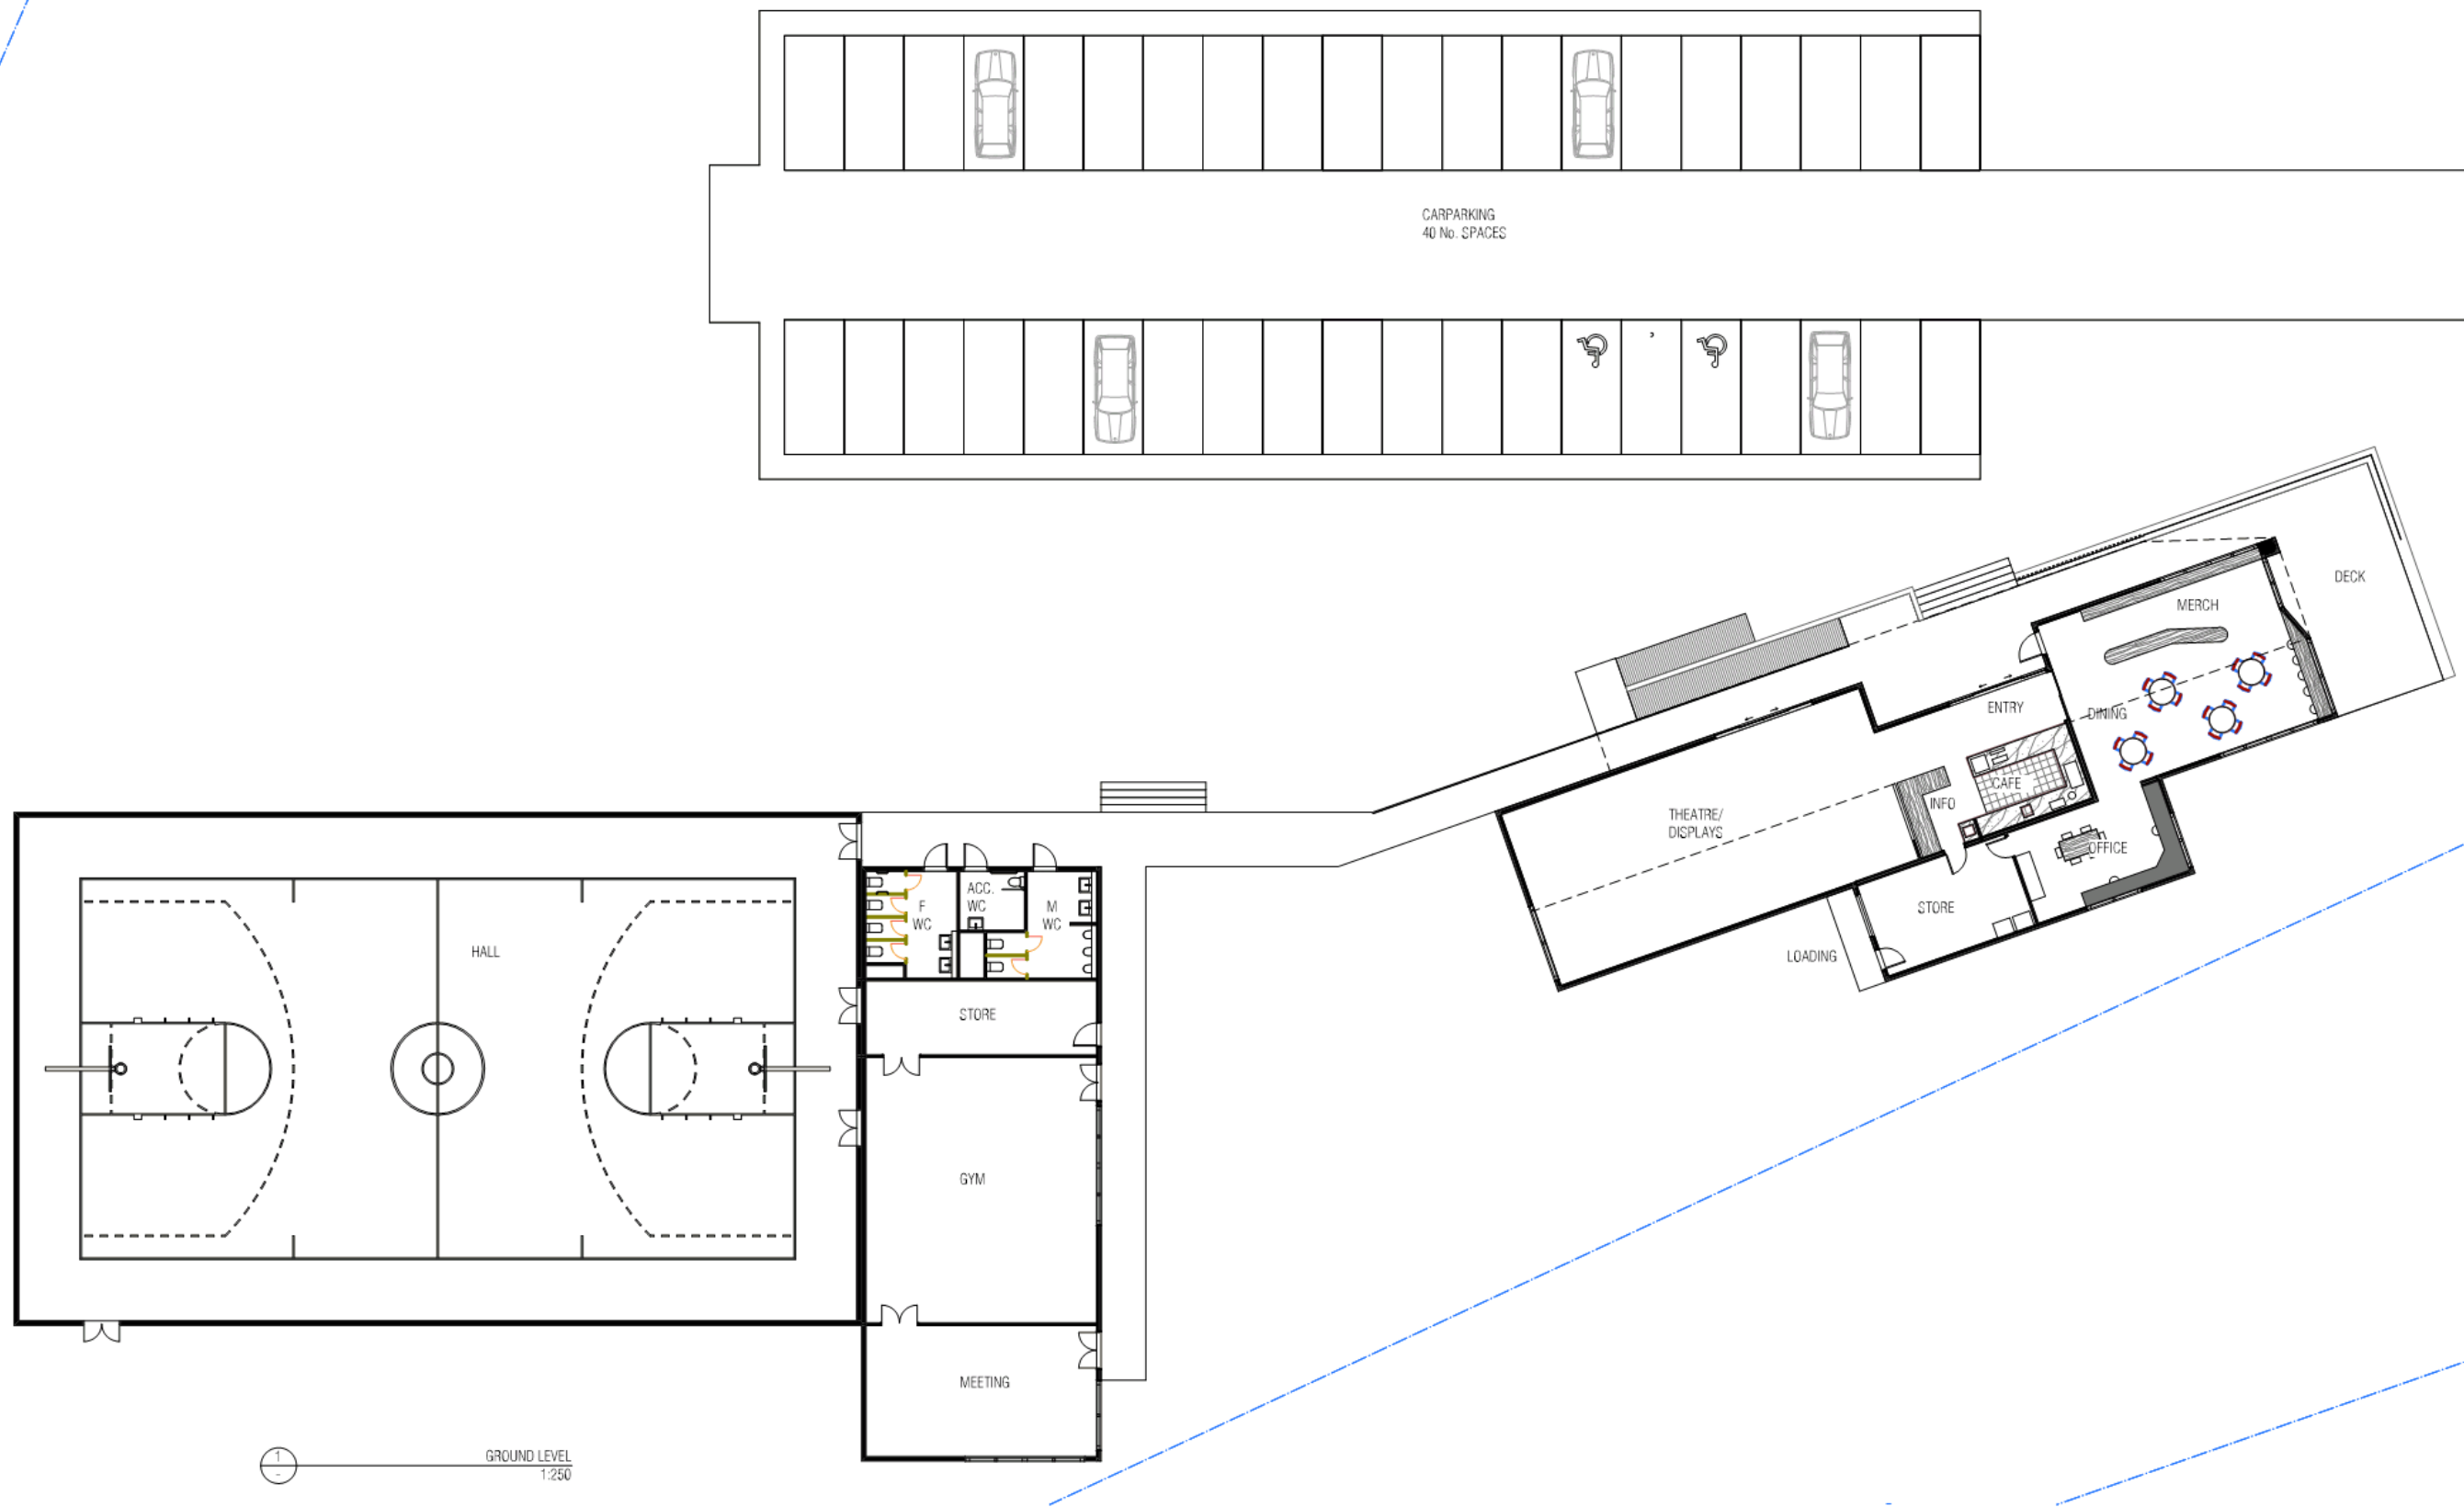 CARPARKING
40 No. SPACES
DECK
MERCH
ENTRY
DINING
CAFE
INFO
THEATRE/
DISPLAYS
OFFICE
STORE
LOADING
HALL
F
WC
ACC.
WC
M
WC
STORE
GYM
MEETING
1
-
GROUND LEVEL
1:250